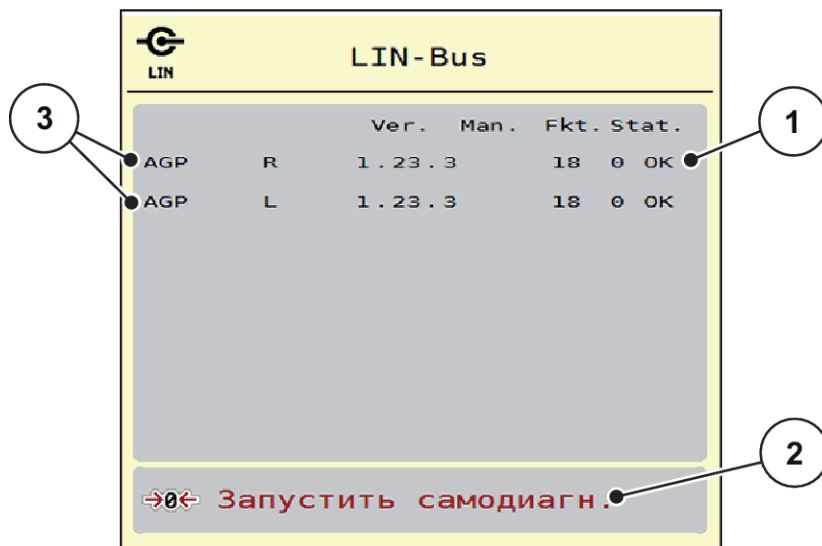 LIN
LIN-Bus
Ver. Man. Fkt. Stat.
3
1
AGP R 1.23.3 18 0 OK
AGP L 1.23.3 18 0 OK
2
→0← Запустить самодиагн.